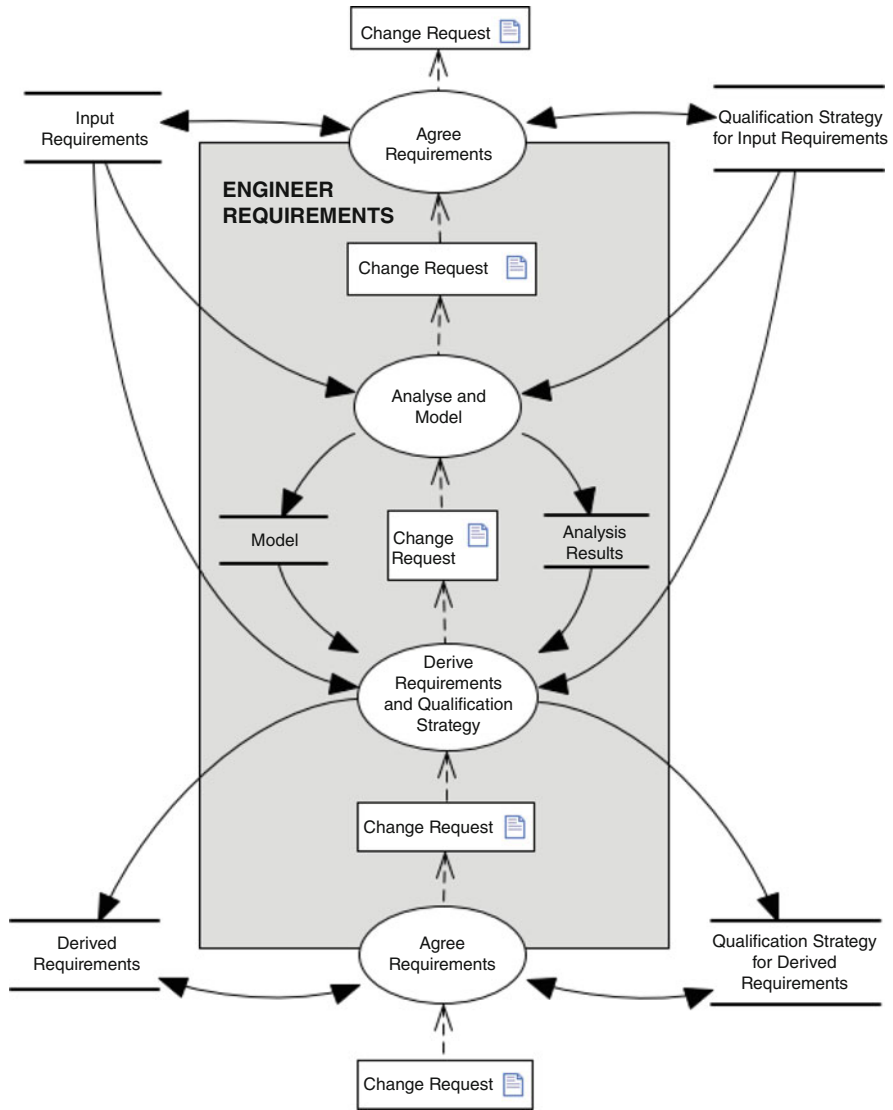 Change Request
Input
Requirements
Agree
Requirements
Qualification Strategy
for Input Requirements
ENGINEER
REQUIREMENTS
Change Request
Analyse and
Model
Model
Change
Request
Analysis
Results
Derive
Requirements
and Qualification
Strategy
Change Request
Derived
Requirements
Agree
Requirements
Qualification Strategy
for Derived
Requirements
Change Request